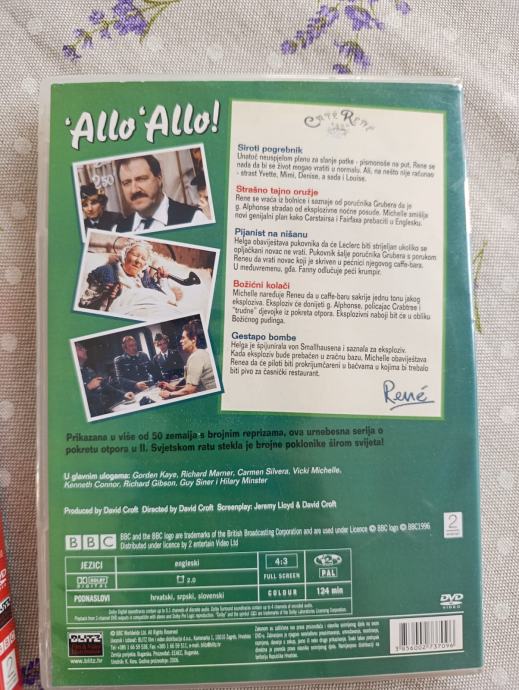 'Allo 'Allo!
Café René
Siroti pogrebnik
Unatoč neuspjelom planu za slanje patke - pismonoše na put, Rene se
nada da bi se život mogao vratiti u normalu. Ali, na nešto nije računao
- strast Yvette, Mimi, Denise, a sada i Louise.
Strašno tajno oružje
Rene se vraća iz bolnice i saznaje od poručnika Grubera da je
g. Alphonse stradao od eksplozivne noćne posude. Michelle smišlja
novi genijalni plan kako Carstairsa i Fairfaxa prebaciti u Englesku.
Pijanist na nišanu
Helga obaviještava pukovnika da će Leclerc biti strijeljan ukoliko se
opljačkani novac ne vrati. Pukovnik šalje poručnika Grubera s porukom
Reneu da vrati novac koji je skriven u pećnici njegovog caffe-bara.
U međuvremenu, gđa. Fanny odlučuje peći krumpir.
Božićni kolači
Michelle naređuje Reneu da u caffe-baru sakrije jednu tonu jakog
eksploziva. Eksploziv će donijeti g. Alphonse, policajac Crabtree i
"trudne" djevojke iz pokreta otpora. Eksplozivni naboji bit će u obliku
Božićnog pudinga.
Gestapo bombe
Helga je špijunirala von Smallhausena i saznala za eksploziv.
Kada eksploziv bude prebačen u zračnu bazu, Michelle obaviještava
Renea da će piloti biti prokrijumčareni u bačvama u kojima bi trebalo
biti pivo za časnički restaurant.
René
Prikazana u više od 50 zemalja s brojnim reprizama, ova urnebesna serija o
pokretu otpora u II. Svjetskom ratu stekla je brojne poklonike širom svijeta!
U glavnim ulogama: Gorden Kaye, Richard Marner, Carmen Silvera, Vicki Michelle,
Kenneth Connor, Richard Gibson, Guy Siner i Hilary Minster
Produced by David Croft Directed by David Croft Screenplay: Jeremy Lloyd & David Croft
BBC
BBC and the BBC logo are trademarks of the British Broadcasting Corporation and are used under Licence © BBC logo © BBC1996
Distributed under licence by 2 entertain Video Ltd
2
JEZICI engleski
DOLBY DIGITAL 2.0
PODNASLOVI hrvatski, srpski, slovenski
4:3
FULL SCREEN
COLOUR
2
PAL
124 min
DVD
VIDEO
BLITZ
www.blitz.hr
3856002737096